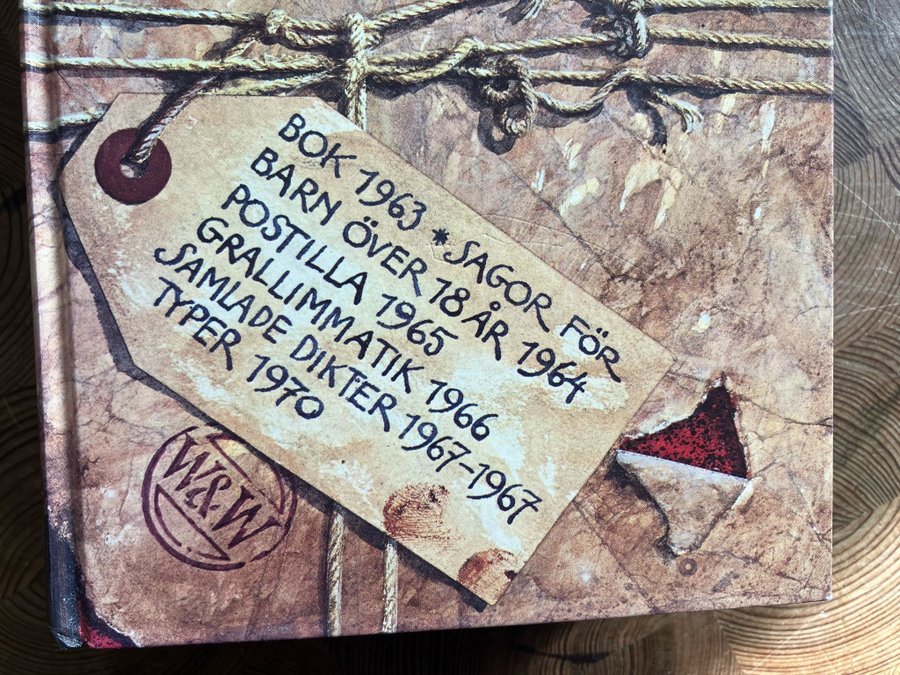 BOK 1963 * SAGOR FÖR
BARN ÖVER 18 ÅR 1964
POSTILLA 1965
GRALLIMMATIK 1966
SAMLADE DIKTER 1967-1967
TYPER 1970
W&W